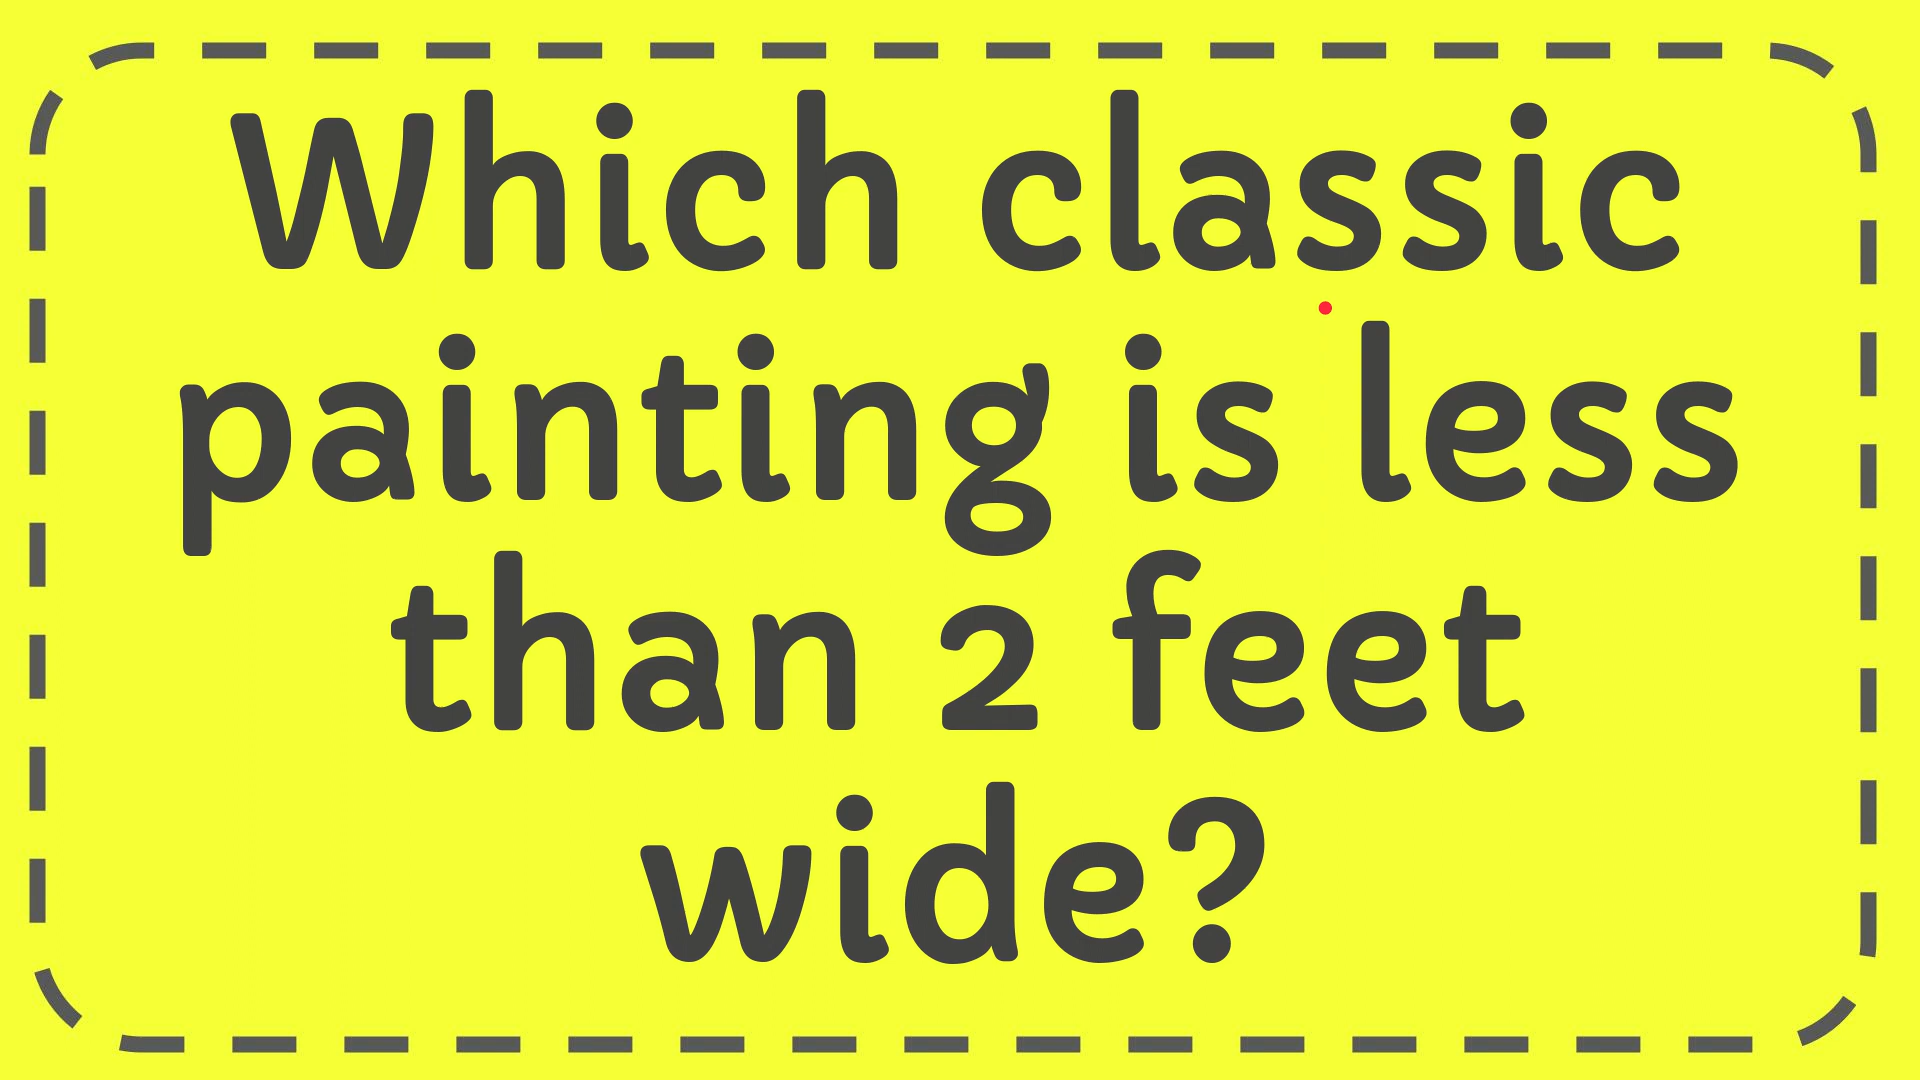 Which classic
painting is less
than 2 feet
wide?